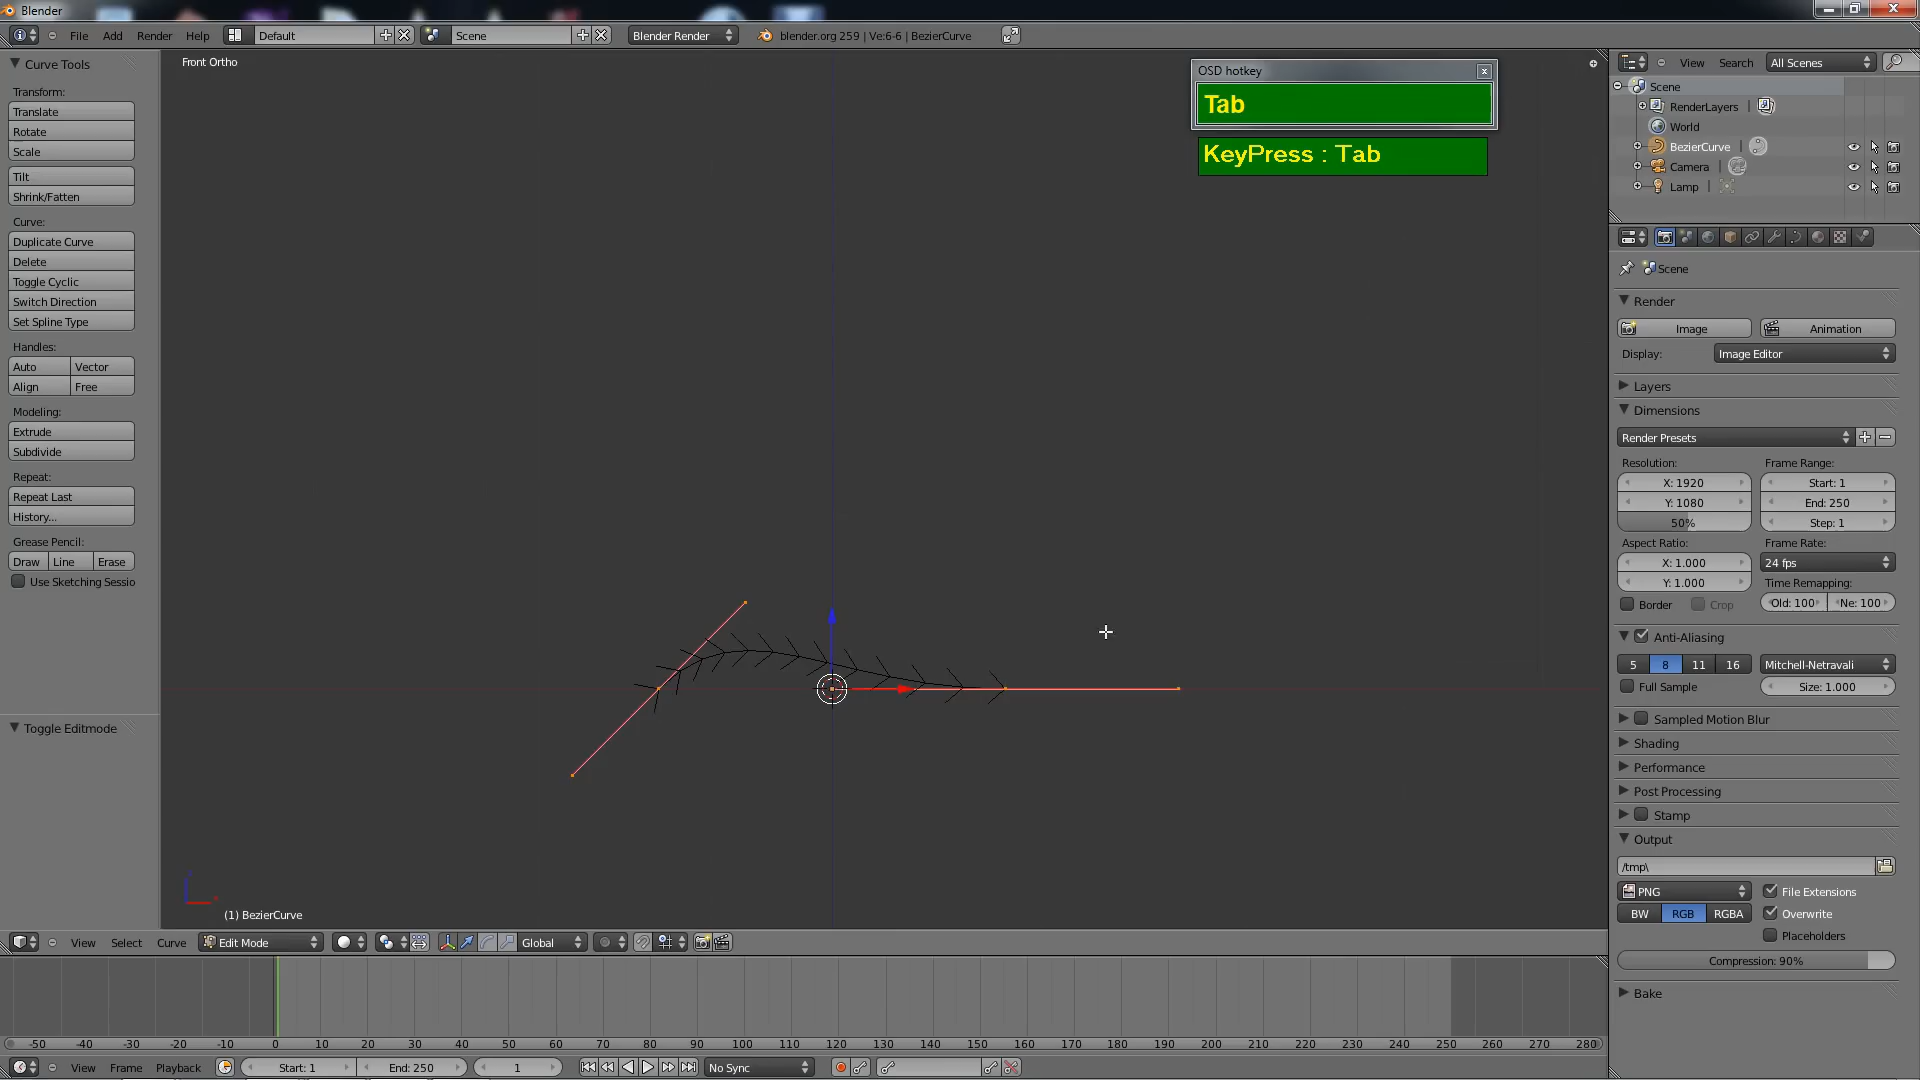 Blender
File Add Render Help Default Scene Blender Render blender.org 259 | Ve:6-6 | BezierCurve
Front Ortho
OSD hotkey x
Tab
KeyPress : Tab
Curve Tools
Transform:
Translate
Rotate
Scale
Tilt
Shrink/Fatten
Curve:
Duplicate Curve
Delete
Toggle Cyclic
Switch Direction
Set Spline Type
Handles:
Auto Vector
Align Free
Modeling:
Extrude
Subdivide
Repeat:
Repeat Last
History...
Grease Pencil:
Draw Line Erase
Use Sketching Sessio
Toggle Editmode
(1) BezierCurve
View Select Curve Edit Mode Global
-50 -40 -30 -20 -10 0 10 20 30 40 50 60 70 80 90 100 110 120 130 140 150 160 170 180 190 200 210 220 230 240 250 260 270 280
View Frame Playback Start: 1 End: 250 1 No Sync
View Search All Scenes
Scene
RenderLayers |
World
BezierCurve |
Camera |
Lamp |
Scene
Render
Image Animation
Display: Image Editor
Layers
Dimensions
Render Presets
Resolution: Frame Range:
X: 1920 Start: 1
Y: 1080 End: 250
50% Step: 1
Aspect Ratio: Frame Rate:
X: 1.000 24 fps
Y: 1.000 Time Remapping:
Border Crop Old: 100 Ne: 100
Anti-Aliasing
5 8 11 16 Mitchell-Netravali
Full Sample Size: 1.000
Sampled Motion Blur
Shading
Performance
Post Processing
Stamp
Output
/tmp\
PNG File Extensions
BW RGB RGBA Overwrite
Placeholders
Compression: 90%
Bake